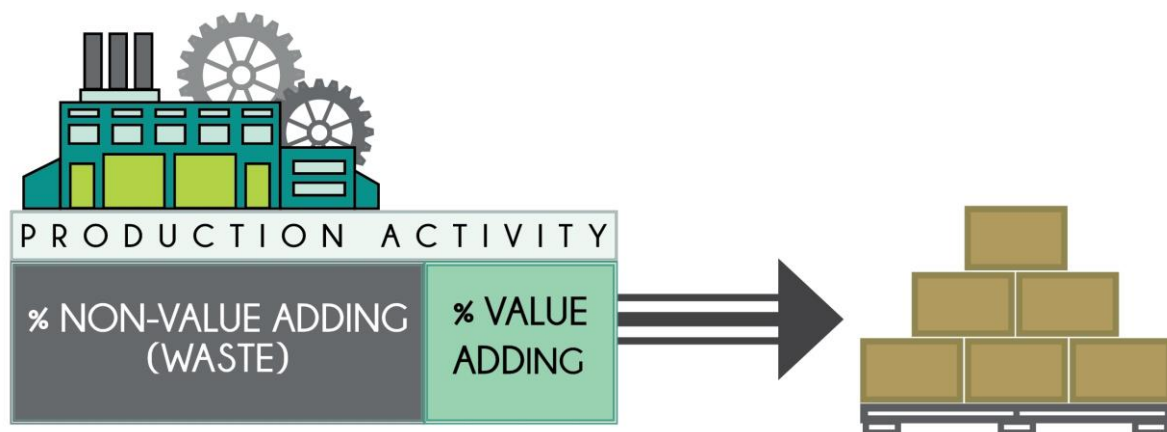 PRODUCTION ACTIVITY
% NON-VALUE ADDING
(WASTE)
% VALUE
ADDING